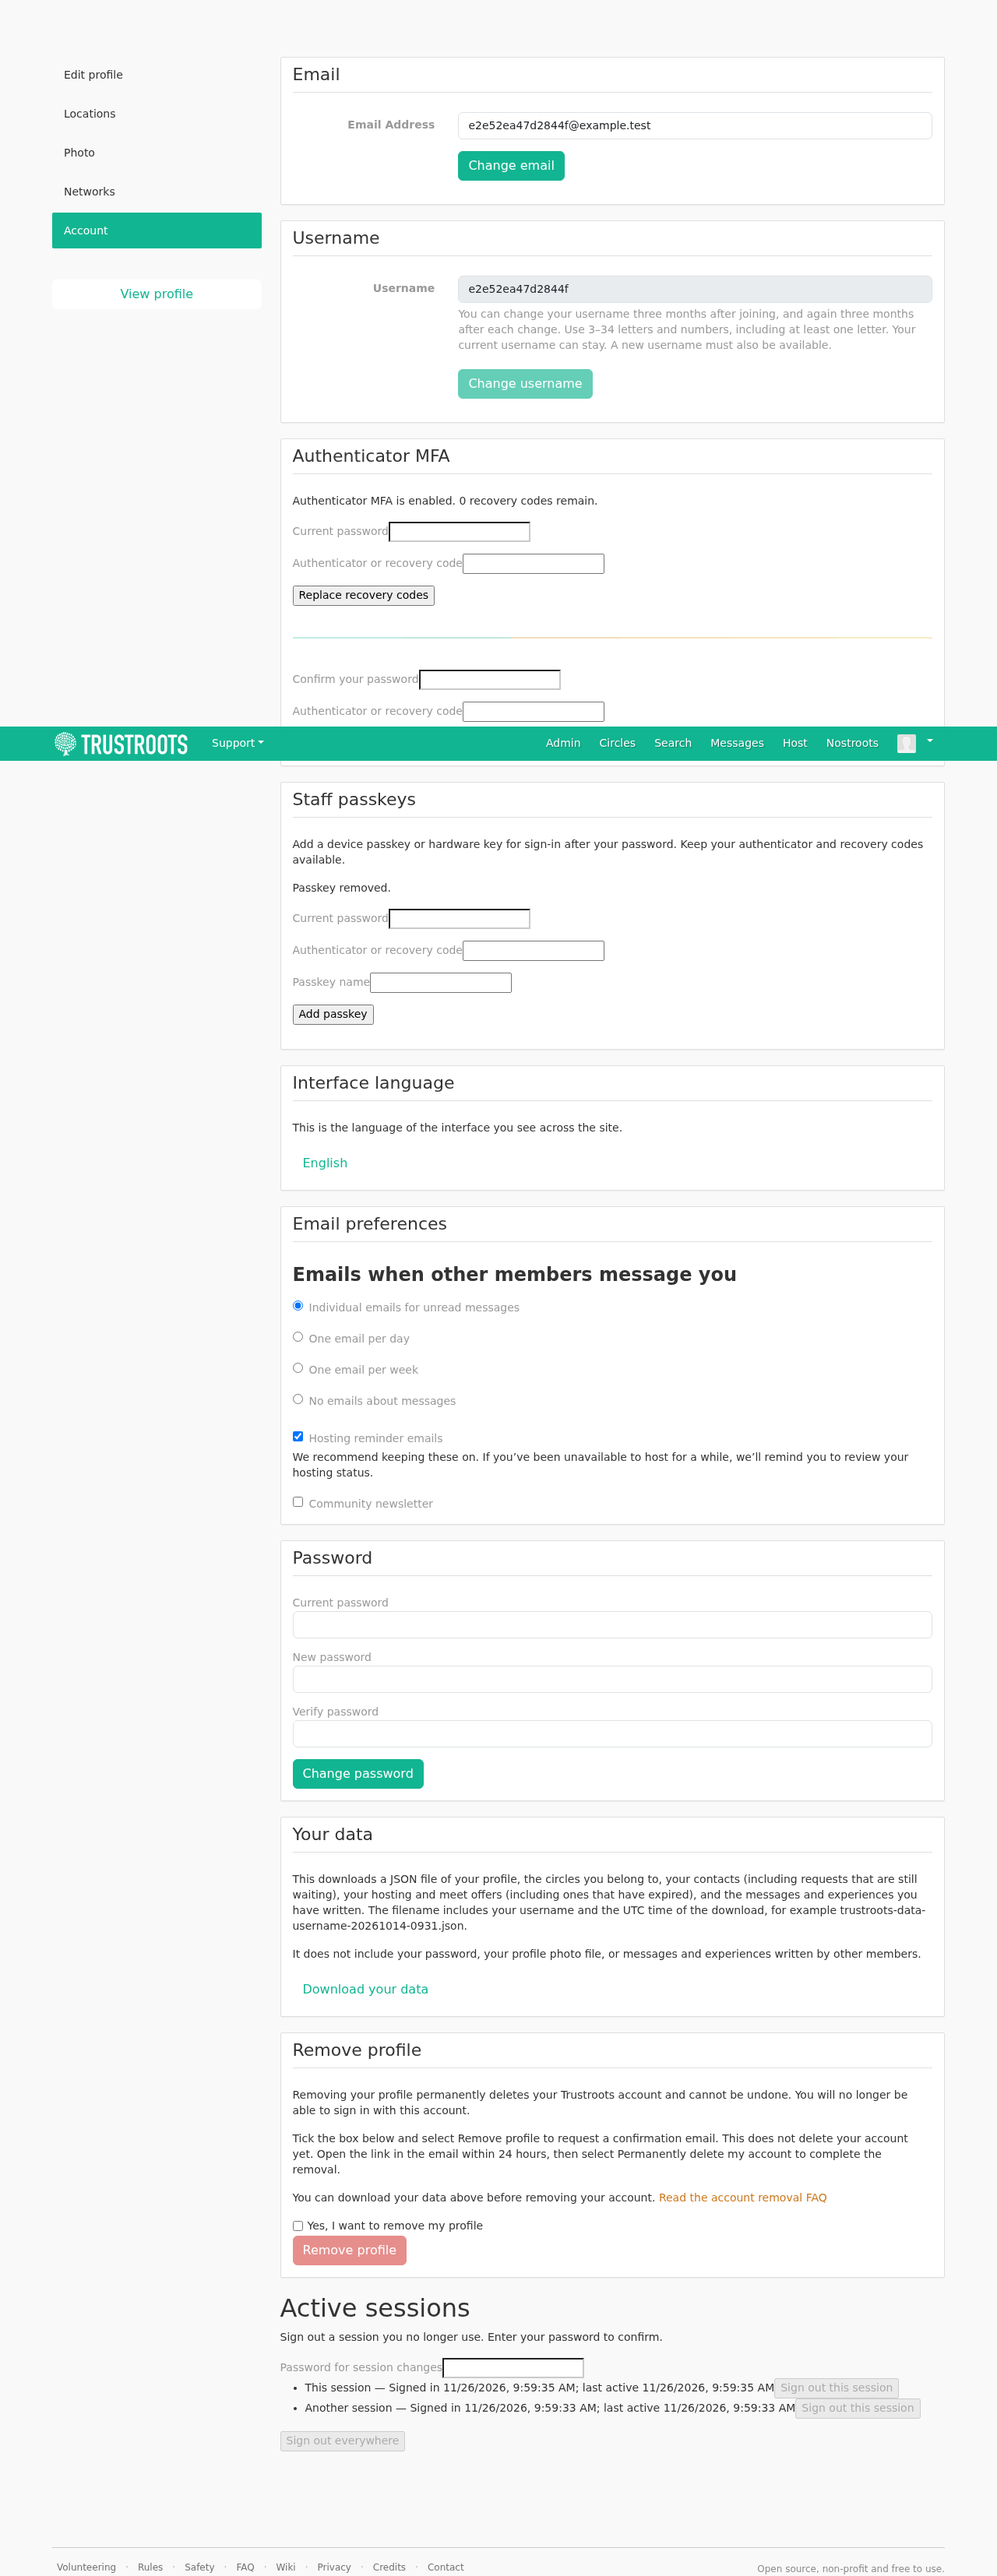 Edit profile
Locations
Photo
Networks
Account
View profile
Email
Email Address
e2e52ea47d2844f@example.test
Change email
Username
Username
e2e52ea47d2844f
You can change your username three months after joining, and again three months
after each change. Use 3–34 letters and numbers, including at least one letter. Your
current username can stay. A new username must also be available.
Change username
Authenticator MFA
Authenticator MFA is enabled. 0 recovery codes remain.
Current password
Authenticator or recovery code
Replace recovery codes
Confirm your password
Authenticator or recovery code
TRUSTROOTS Support Admin Circles Search Messages Host Nostroots
Staff passkeys
Add a device passkey or hardware key for sign-in after your password. Keep your authenticator and recovery codes
available.
Passkey removed.
Current password
Authenticator or recovery code
Passkey name
Add passkey
Interface language
This is the language of the interface you see across the site.
English
Email preferences
Emails when other members message you
Individual emails for unread messages
One email per day
One email per week
No emails about messages
Hosting reminder emails
We recommend keeping these on. If you’ve been unavailable to host for a while, we’ll remind you to review your
hosting status.
Community newsletter
Password
Current password
New password
Verify password
Change password
Your data
This downloads a JSON file of your profile, the circles you belong to, your contacts (including requests that are still
waiting), your hosting and meet offers (including ones that have expired), and the messages and experiences you
have written. The filename includes your username and the UTC time of the download, for example trustroots-data-
username-20261014-0931.json.
It does not include your password, your profile photo file, or messages and experiences written by other members.
Download your data
Remove profile
Removing your profile permanently deletes your Trustroots account and cannot be undone. You will no longer be
able to sign in with this account.
Tick the box below and select Remove profile to request a confirmation email. This does not delete your account
yet. Open the link in the email within 24 hours, then select Permanently delete my account to complete the
removal.
You can download your data above before removing your account. Read the account removal FAQ
Yes, I want to remove my profile
Remove profile
Active sessions
Sign out a session you no longer use. Enter your password to confirm.
Password for session changes
• This session — Signed in 11/26/2026, 9:59:35 AM; last active 11/26/2026, 9:59:35 AM Sign out this session
• Another session — Signed in 11/26/2026, 9:59:33 AM; last active 11/26/2026, 9:59:33 AM Sign out this session
Sign out everywhere
Volunteering · Rules · Safety · FAQ · Wiki · Privacy · Credits · Contact
Open source, non-profit and free to use.